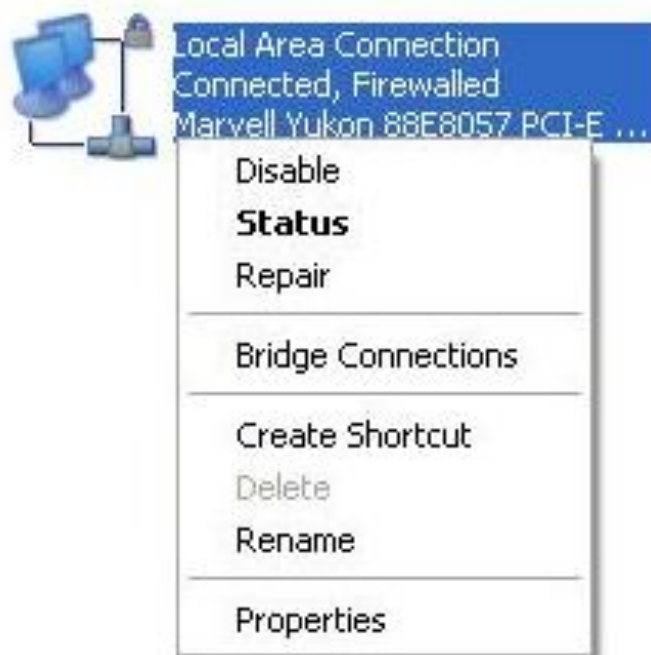 Local Area Connection
Connected, Firewalled
Marvell Yukon 88E8057 PCI-E ...
Disable
Status
Repair
Bridge Connections
Create Shortcut
Delete
Rename
Properties